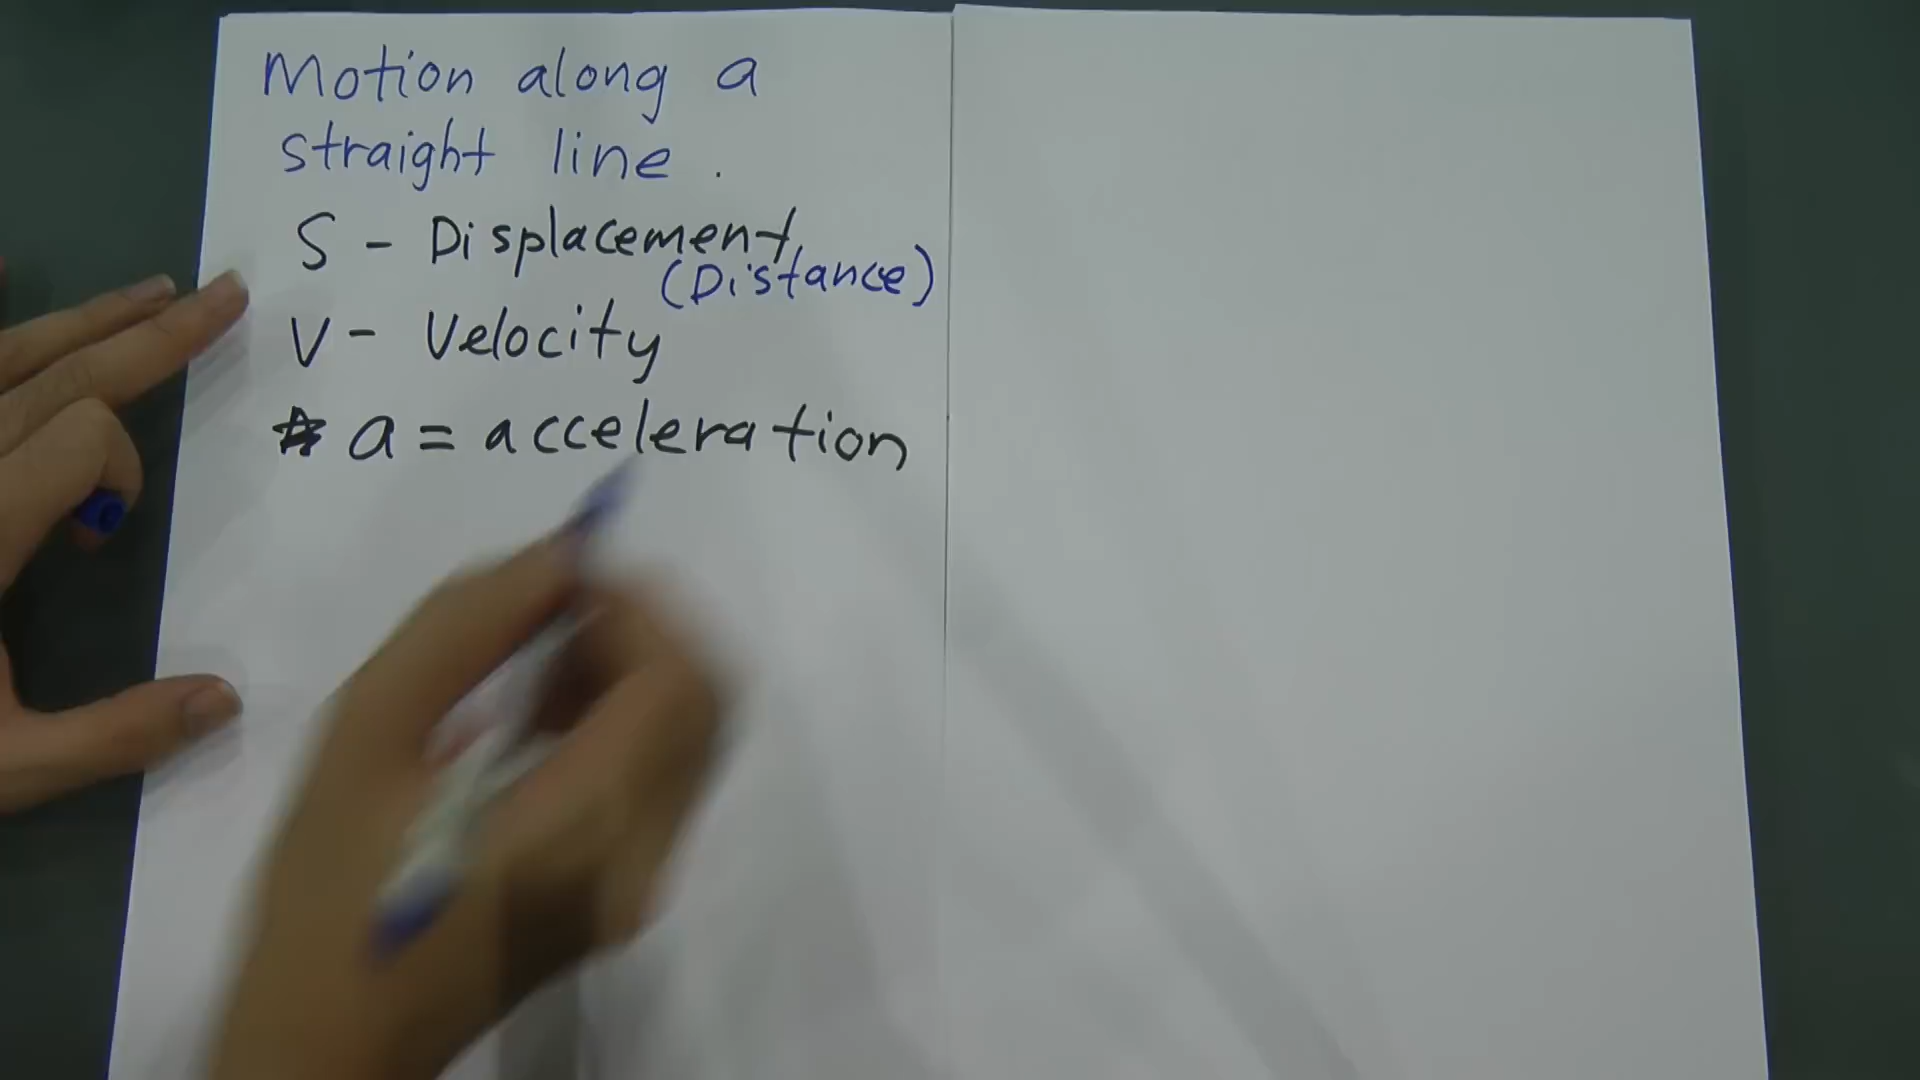 Motion along a
straight line .
S - Displacement
(Distance)
V - Velocity
* a = acceleration